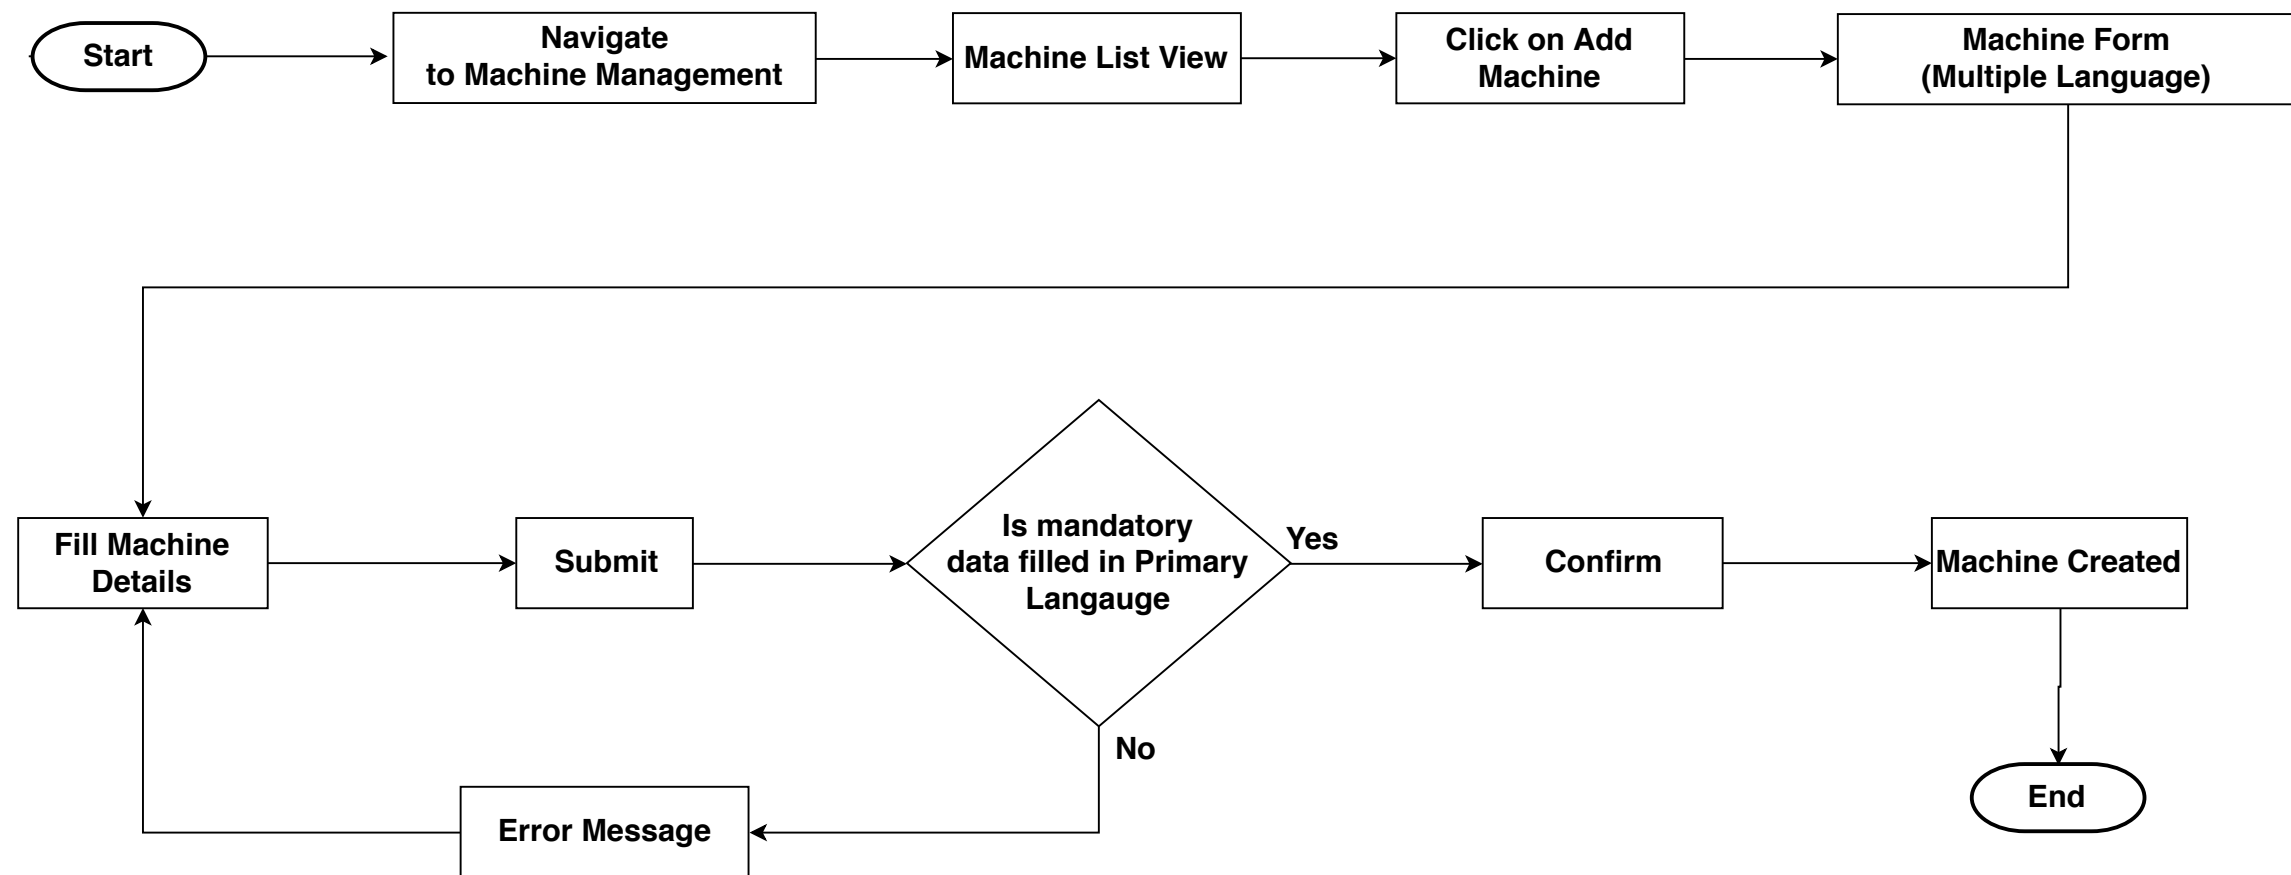 Start
Navigate
to Machine Management
Machine List View
Click on Add
Machine
Machine Form
(Multiple Language)
Fill Machine
Details
Submit
Is mandatory
data filled in Primary
Langauge
Yes
Confirm
Machine Created
No
Error Message
End